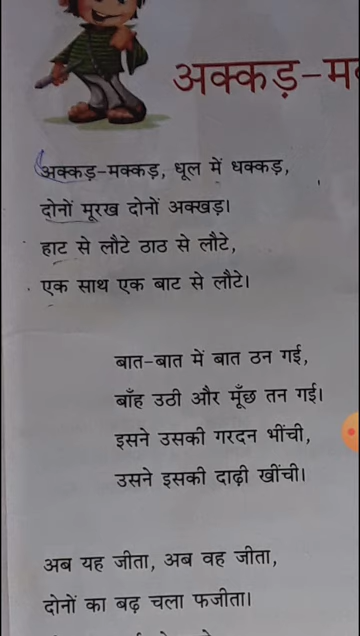 अक्कड़-मक
अक्कड़-मक्कड़, धूल में धक्कड़,
दोनों मूरख दोनों अक्खड़।
हाट से लौटे ठाठ से लौटे,
एक साथ एक बाट से लौटे।
बात-बात में बात ठन गई,
बाँह उठी और मूँछ तन गई।
इसने उसकी गरदन भींची,
उसने इसकी दाढ़ी खींची।
अब यह जीता, अब वह जीता,
दोनों का बढ़ चला फजीता।